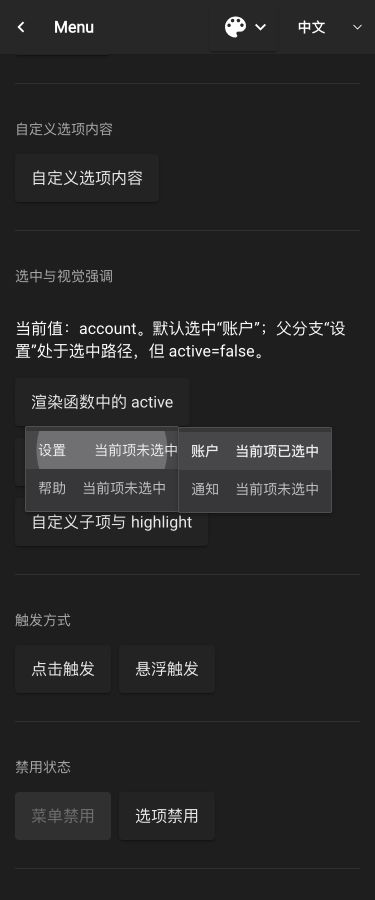 Menu
中文
自定义选项内容
自定义选项内容
选中与视觉强调
当前值：account。默认选中“账户”；父分支“设
置”处于选中路径，但 active=false。
渲染函数中的 active
设置 当前项未选中
账户 当前项已选中
帮助 当前项未选中
通知 当前项未选中
自定义子项与 highlight
触发方式
点击触发
悬浮触发
禁用状态
菜单禁用
选项禁用